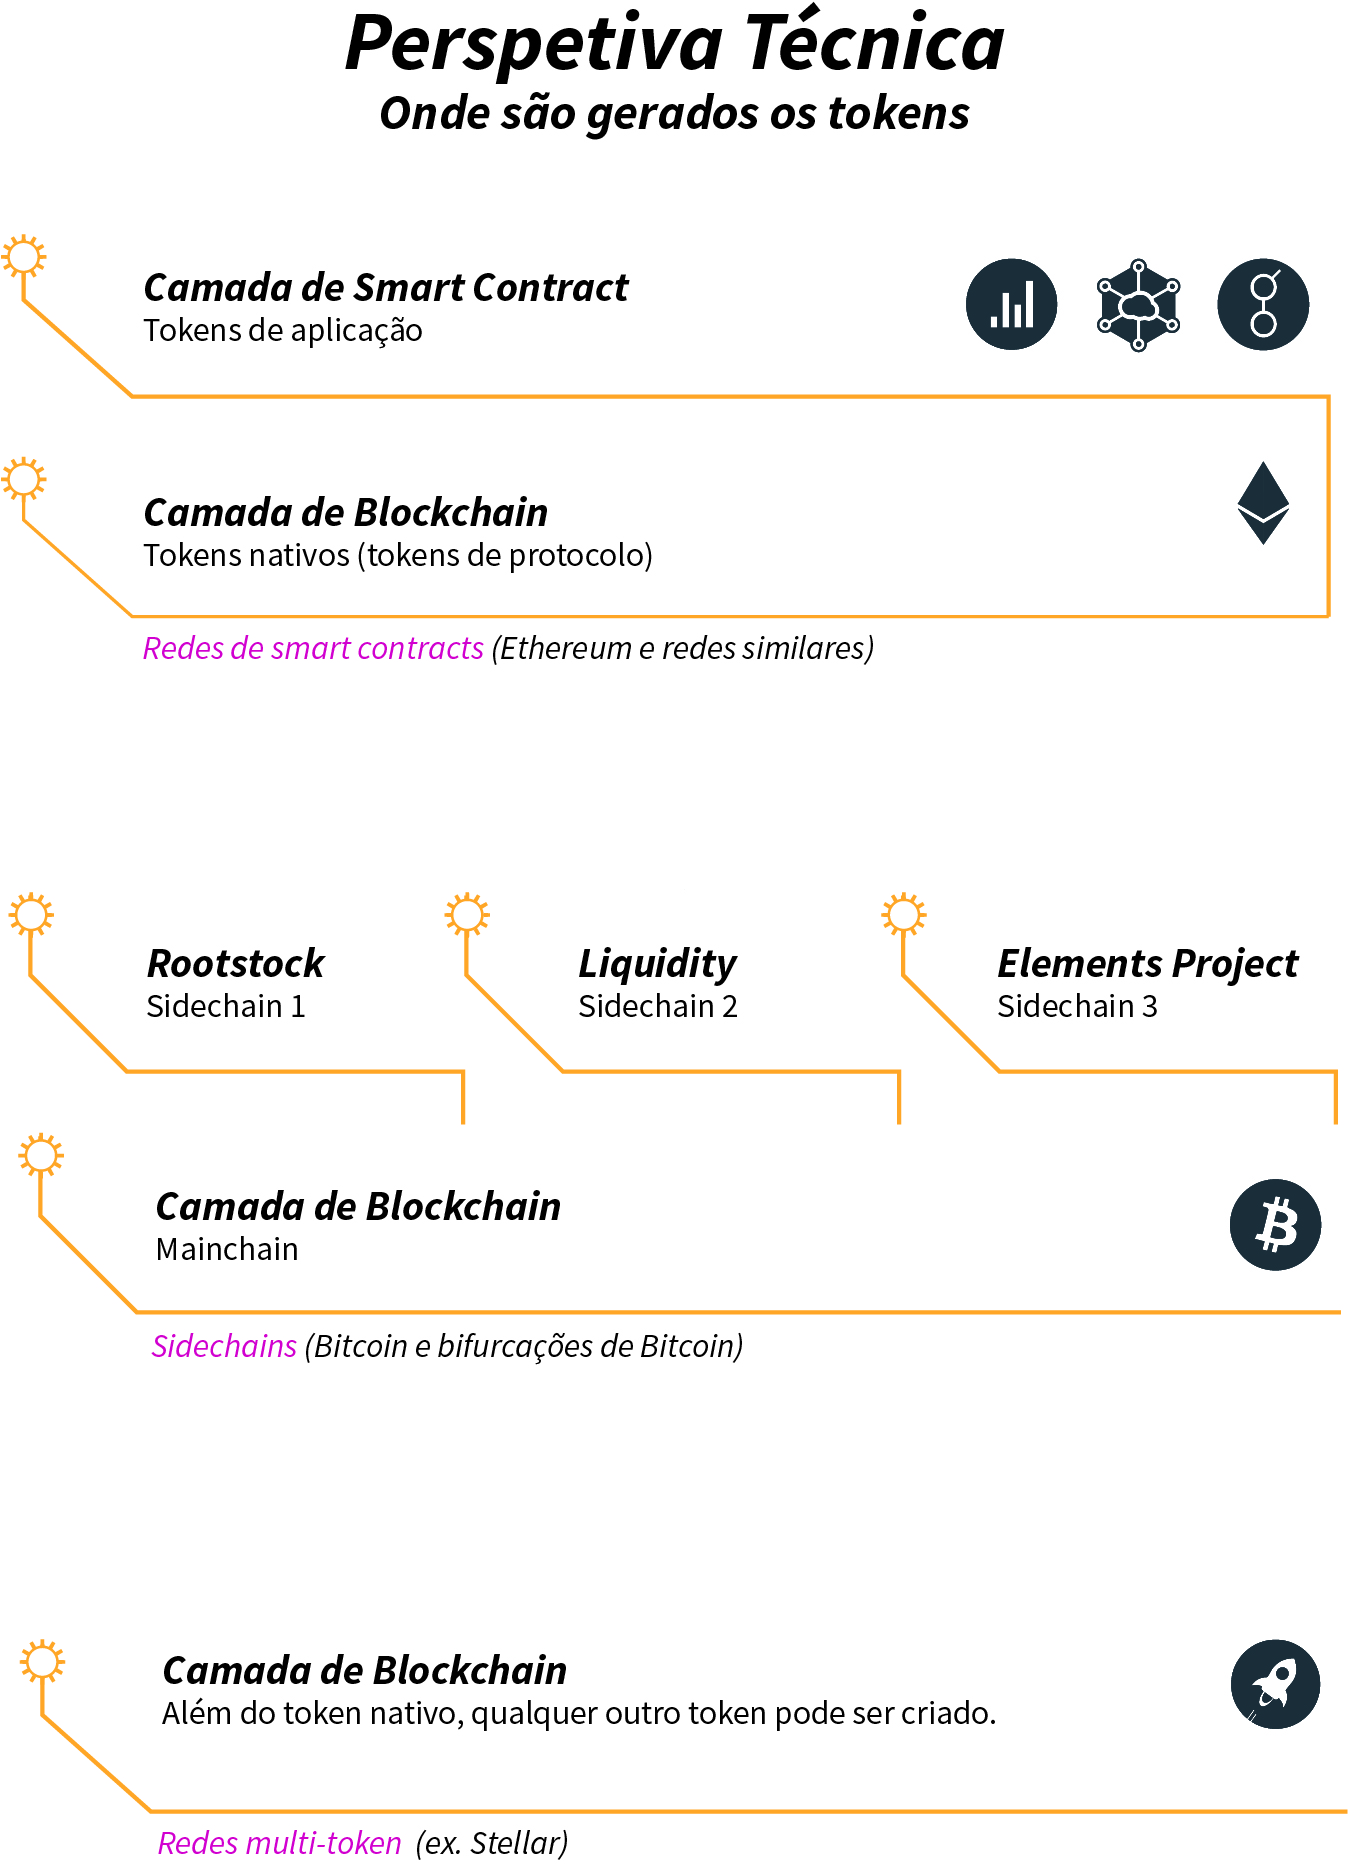 Perspetiva Técnica
Onde são gerados os tokens
Camada de Smart Contract
Tokens de aplicação
Camada de Blockchain
Tokens nativos (tokens de protocolo)
Redes de smart contracts (Ethereum e redes similares)
Rootstock
Sidechain 1
Liquidity
Sidechain 2
Elements Project
Sidechain 3
Camada de Blockchain
Mainchain
Sidechains (Bitcoin e bifurcações de Bitcoin)
Camada de Blockchain
Além do token nativo, qualquer outro token pode ser criado.
Redes multi-token (ex. Stellar)